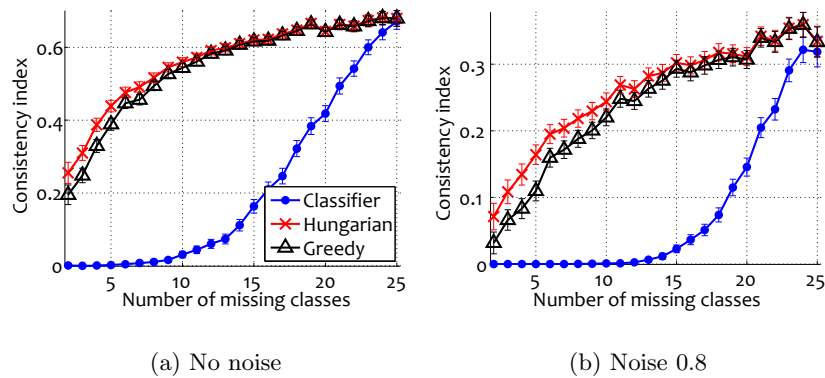 Consistency index
0.6
0.4
0.2
0
5
10
15
20
25
Number of missing classes
Classifier
Hungarian
Greedy
(a) No noise
Consistency index
0.3
0.2
0.1
0
5
10
15
20
25
Number of missing classes
(b) Noise 0.8